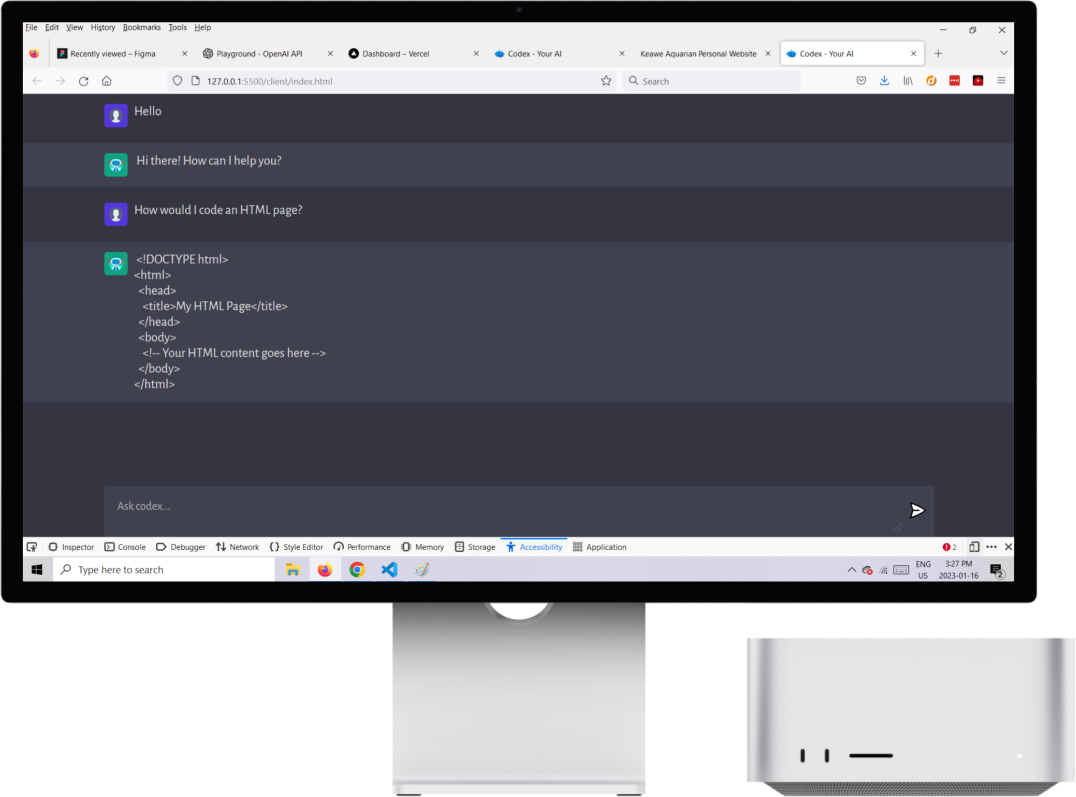 File Edit View History Bookmarks Tools Help
Recently viewed – Figma
Playground - OpenAI API
Dashboard – Vercel
Codex - Your AI
Keawe Aquarian Personal Website
Codex - Your AI
127.0.0.1:5500/client/index.html
Search
Hello
Hi there! How can I help you?
How would I code an HTML page?
<!DOCTYPE html>
<html>
<head>
<title>My HTML Page</title>
</head>
<body>
<!-- Your HTML content goes here -->
</body>
</html>
Ask codex...
Inspector Console Debugger Network Style Editor Performance Memory Storage Accessibility Application 2
Type here to search
ENG 3:27 PM
US 2023-01-16 2